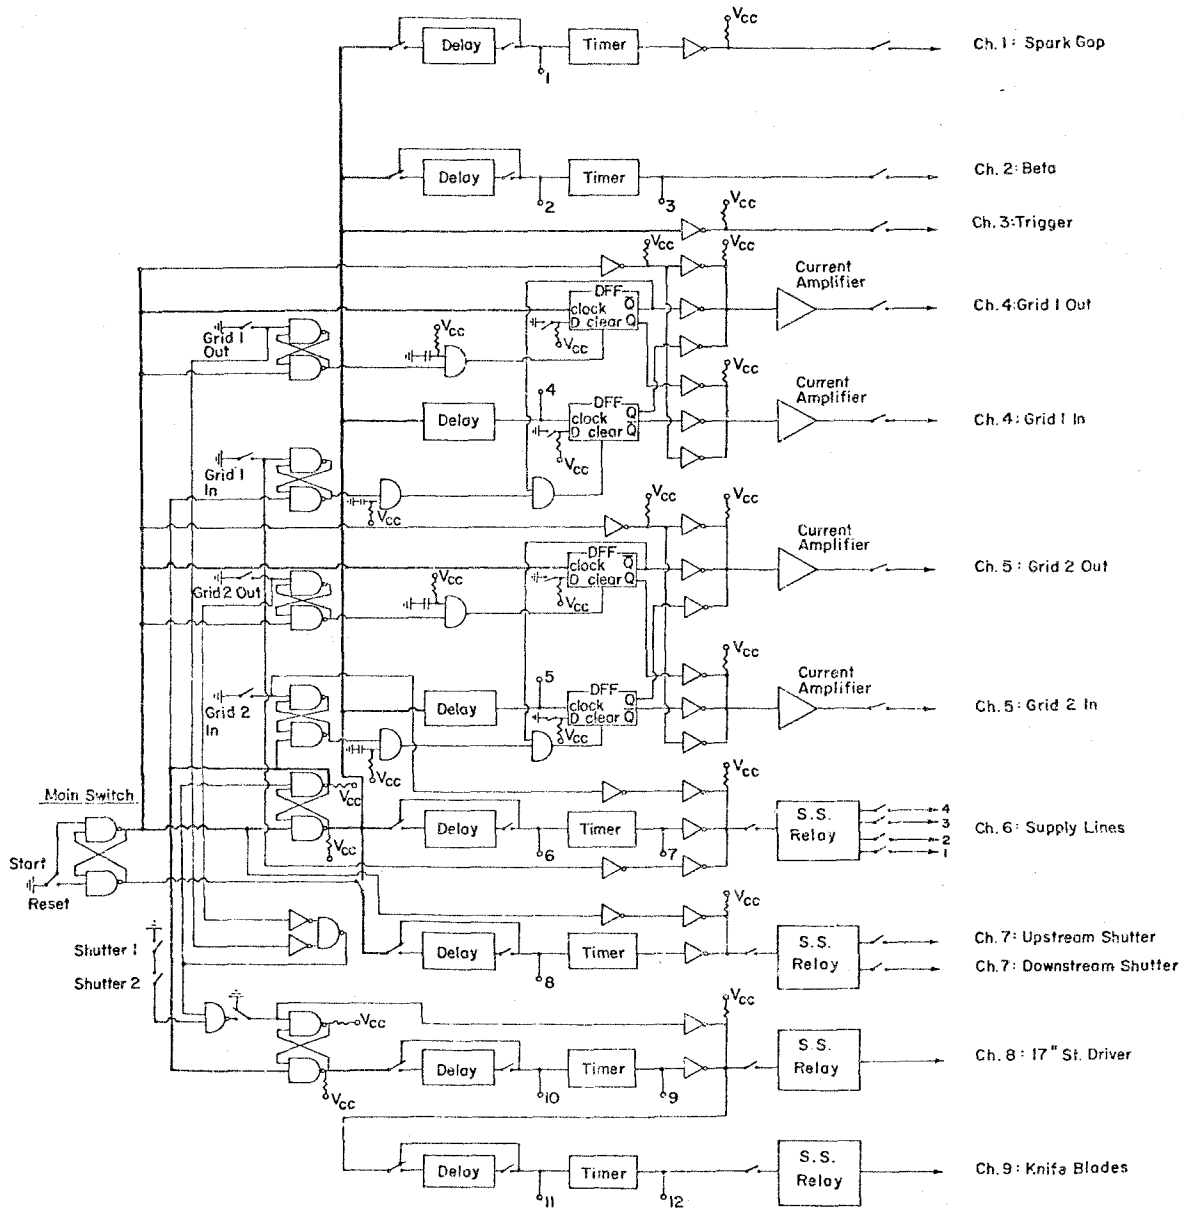 Vcc
Delay
Timer
Ch. 1: Spark Gap
1
Delay
Timer
Ch. 2: Beta
2
3
Vcc
Ch. 3: Trigger
Vcc
Vcc
Current
Amplifier
DFF
clock Q̅
D clear Q
Ch. 4: Grid 1 Out
Grid 1
Out
Vcc
Vcc
Vcc
Current
Amplifier
4
DFF
Delay
clock Q
D clear Q̅
Ch. 4: Grid 1 In
Grid 1
In
Vcc
Vcc
Vcc
Vcc
Current
Amplifier
DFF
clock Q̅
D clear Q
Ch. 5: Grid 2 Out
Grid 2 Out
Vcc
Vcc
Vcc
Current
Amplifier
5
DFF
Delay
clock Q
D clear Q̅
Ch. 5: Grid 2 In
Grid 2
In
Vcc
Vcc
Vcc
Main Switch
Vcc
Delay
Timer
S.S.
Relay
4
3
2
1
Ch. 6: Supply Lines
6
7
Vcc
Start
Reset
Vcc
Shutter 1
Shutter 2
Delay
Timer
S.S.
Relay
Ch. 7: Upstream Shutter
Ch. 7: Downstream Shutter
8
Vcc
Vcc
Delay
Timer
S.S.
Relay
Ch. 8: 17" St. Driver
Vcc
10
9
Delay
Timer
S.S.
Relay
Ch. 9: Knifa Blades
11
12